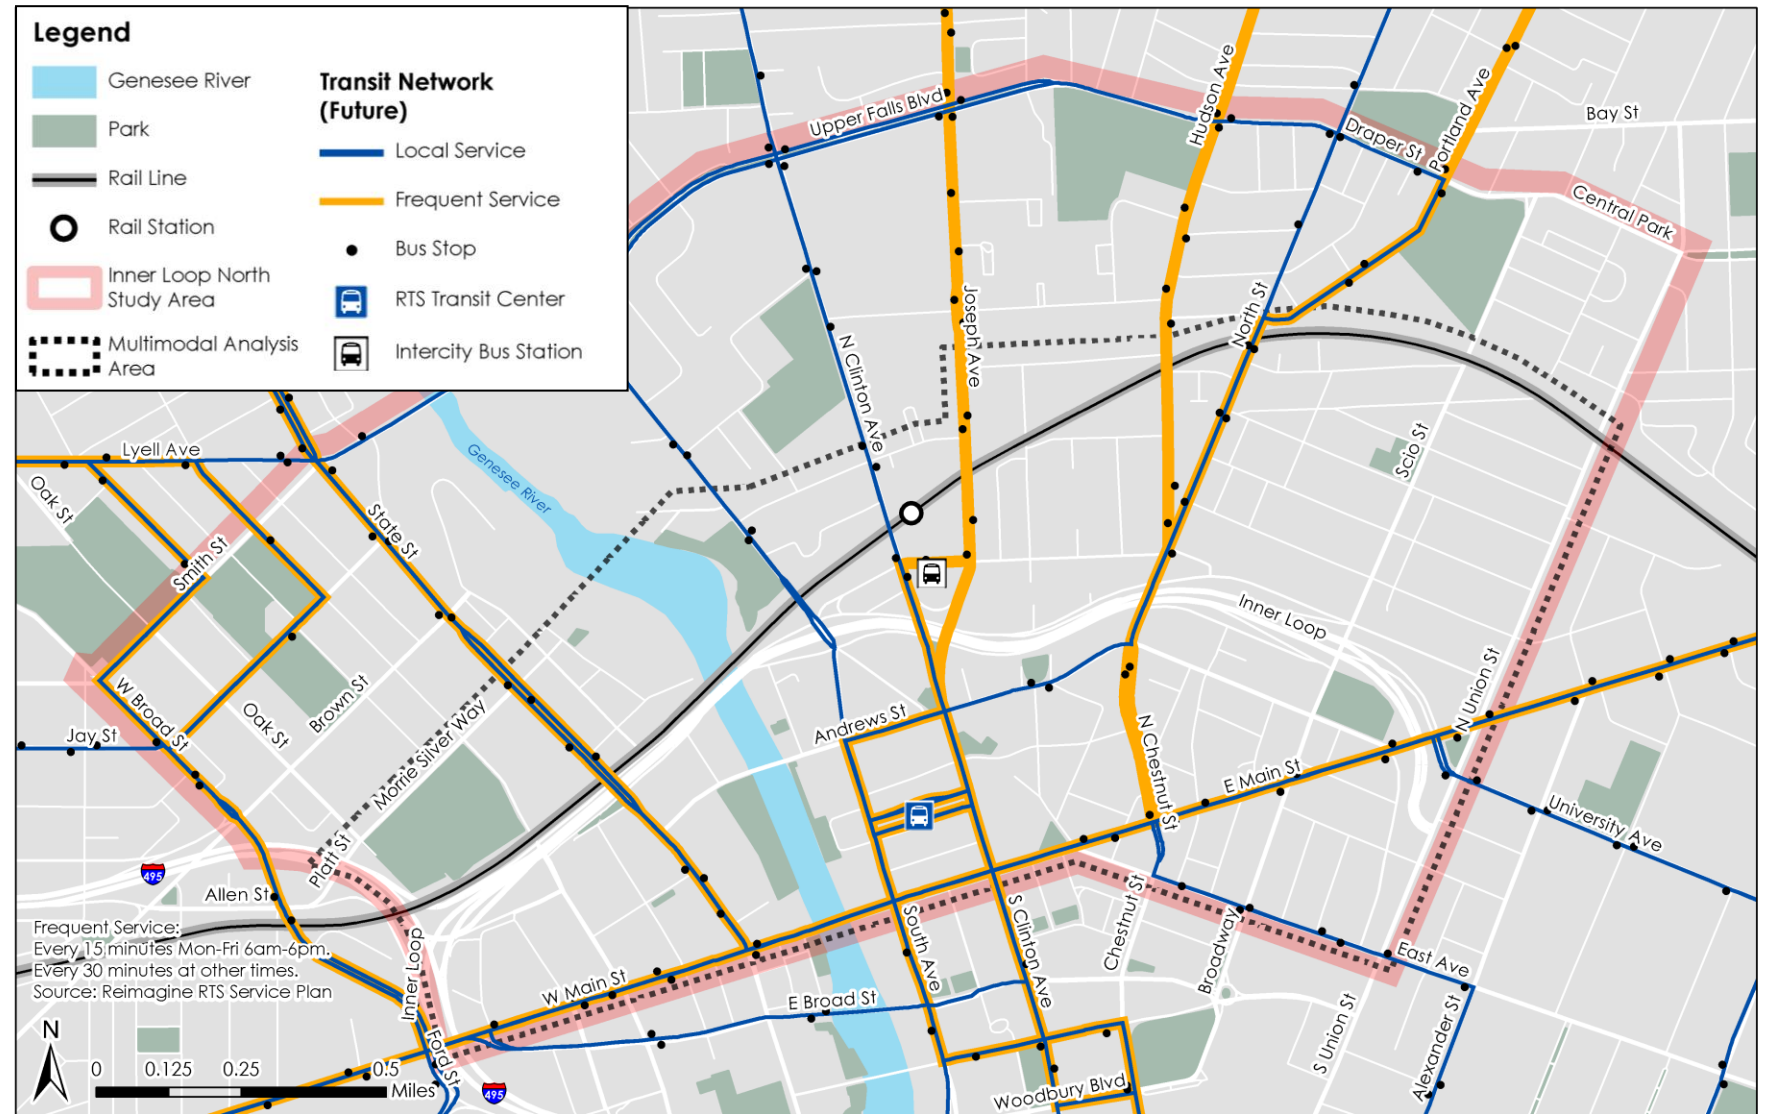 Legend
Genesee River
Park
Rail Line
Rail Station
Inner Loop North
Study Area
Multimodal Analysis
Area
Transit Network
(Future)
Local Service
Frequent Service
Bus Stop
RTS Transit Center
Intercity Bus Station
Upper Falls Blvd
Hudson Ave
Portland Ave
Draper St
Bay St
Central Park
Joseph Ave
N Clinton Ave
North St
Scio St
Lyell Ave
Oak St
Smith St
State St
Genesee River
Inner Loop
W Broad St
Jay St
Oak St
Brown St
Morrie Silver Way
Platt St
Andrews St
N Chestnut St
E Main St
N Union St
University Ave
495
Allen St
Frequent Service:
Every 15 minutes Mon-Fri 6am-6pm.
Every 30 minutes at other times.
Source: Reimagine RTS Service Plan
Inner Loop
W Main St
E Broad St
South Ave
S Clinton Ave
Chestnut St
Broadway
East Ave
S Union St
Alexander St
Woodbury Blvd
Ford St
N
0 0.125 0.25 0.5
Miles
495